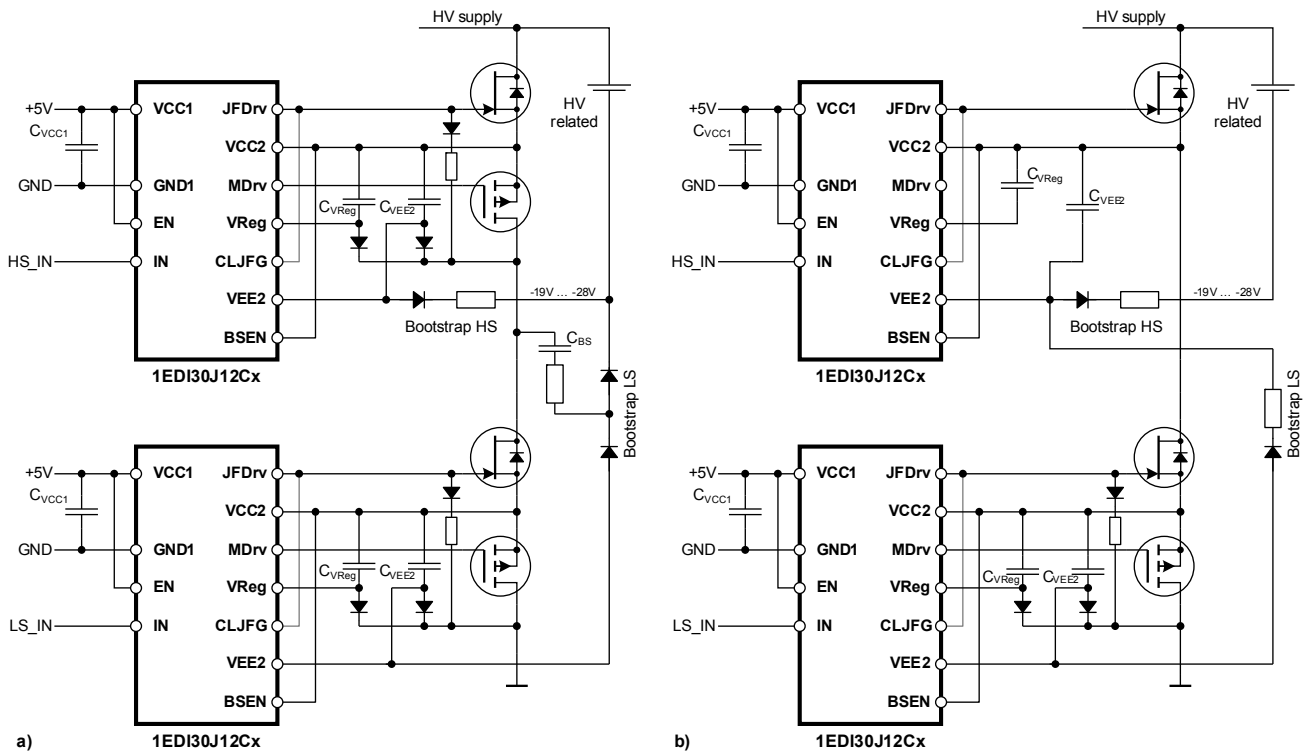 HV supply
+5V
VCC1
JFDrv
CVCC1
VCC2
HV
related
GND
GND1
MDrv
CVReg
CVEE2
EN
VReg
HS_IN
IN
CLJFG
VEE2
-19V ... -28V
Bootstrap HS
BSEN
CBS
1EDI30J12Cx
Bootstrap LS
+5V
VCC1
JFDrv
CVCC1
VCC2
GND
GND1
MDrv
CVReg
CVEE2
EN
VReg
LS_IN
IN
CLJFG
VEE2
BSEN
a)
1EDI30J12Cx
HV supply
+5V
VCC1
JFDrv
CVCC1
VCC2
HV
related
GND
GND1
MDrv
CVReg
CVEE2
EN
VReg
HS_IN
IN
CLJFG
VEE2
-19V ... -28V
Bootstrap HS
BSEN
1EDI30J12Cx
Bootstrap LS
+5V
VCC1
JFDrv
CVCC1
VCC2
GND
GND1
MDrv
CVReg
CVEE2
EN
VReg
LS_IN
IN
CLJFG
VEE2
BSEN
b)
1EDI30J12Cx